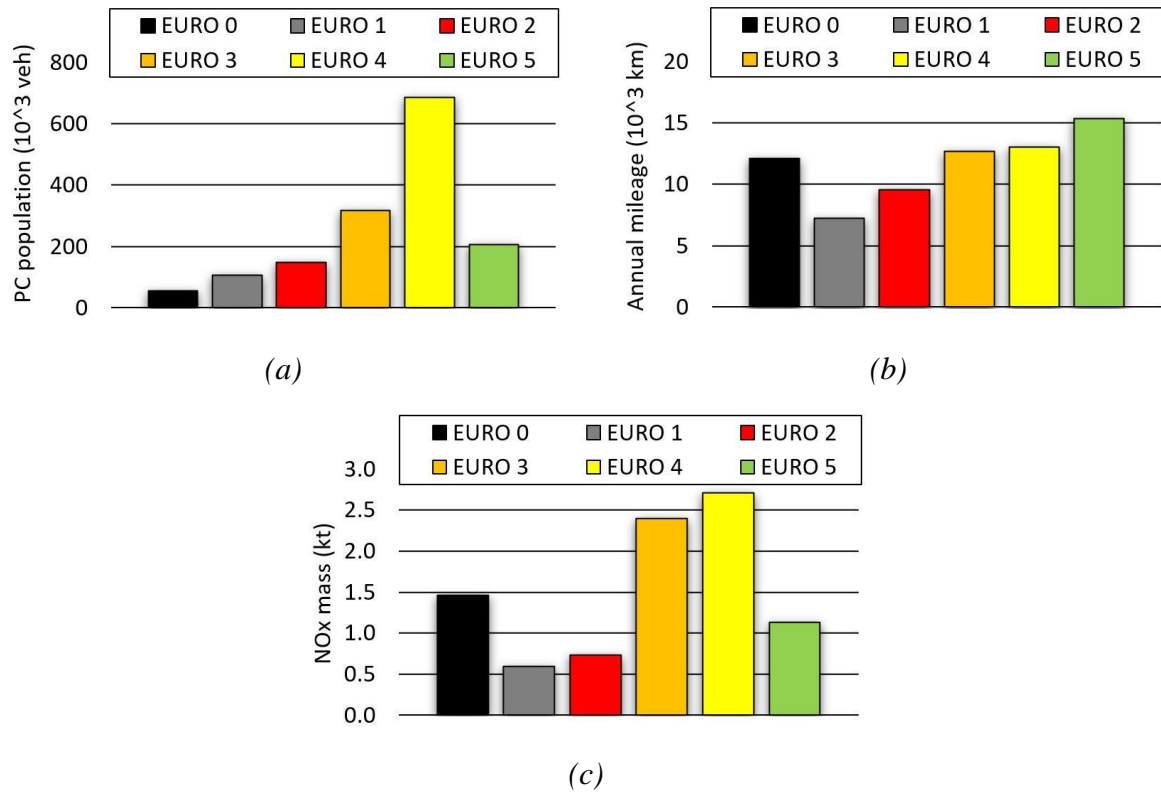 EURO 0 EURO 1 EURO 2
EURO 3 EURO 4 EURO 5
PC population (10^3 veh)
800
600
400
200
0
(a)
EURO 0 EURO 1 EURO 2
EURO 3 EURO 4 EURO 5
Annual mileage (10^3 km)
20
15
10
5
0
(b)
EURO 0 EURO 1 EURO 2
EURO 3 EURO 4 EURO 5
NOx mass (kt)
3.0
2.5
2.0
1.5
1.0
0.5
0.0
(c)